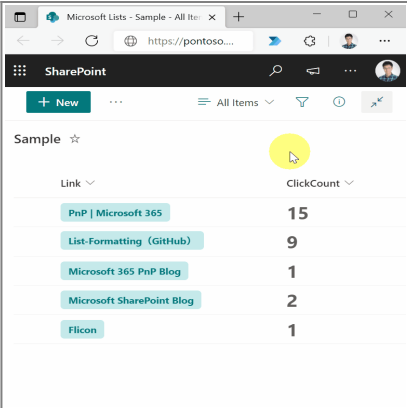 Microsoft Lists - Sample - All Iter
https://pontoso....
SharePoint
New
All Items
Sample
Link
ClickCount
PnP | Microsoft 365
15
List-Formatting（GitHub）
9
Microsoft 365 PnP Blog
1
Microsoft SharePoint Blog
2
Flicon
1